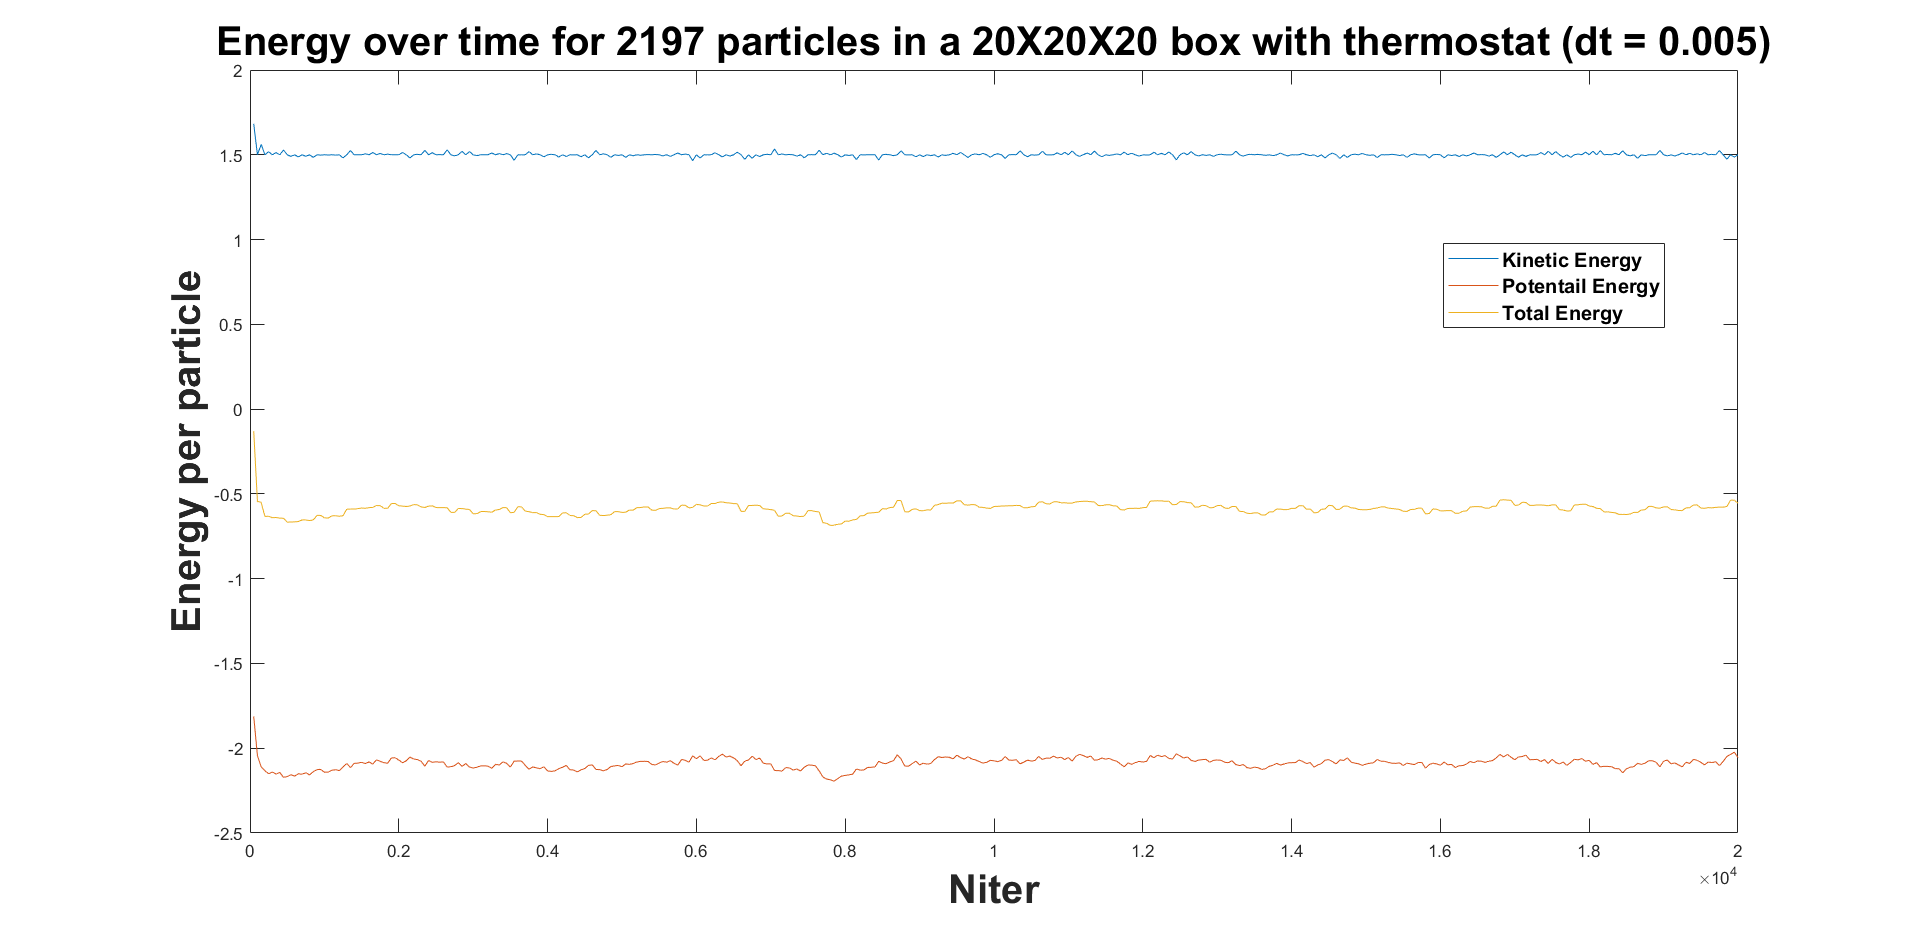 Energy over time for 2197 particles in a 20X20X20 box with thermostat (dt = 0.005)
Energy per particle
2
1.5
1
0.5
0
-0.5
-1
-1.5
-2
-2.5
Kinetic Energy
Potentail Energy
Total Energy
0 0.2 0.4 0.6 0.8 1 1.2 1.4 1.6 1.8 2
×10⁴
Niter